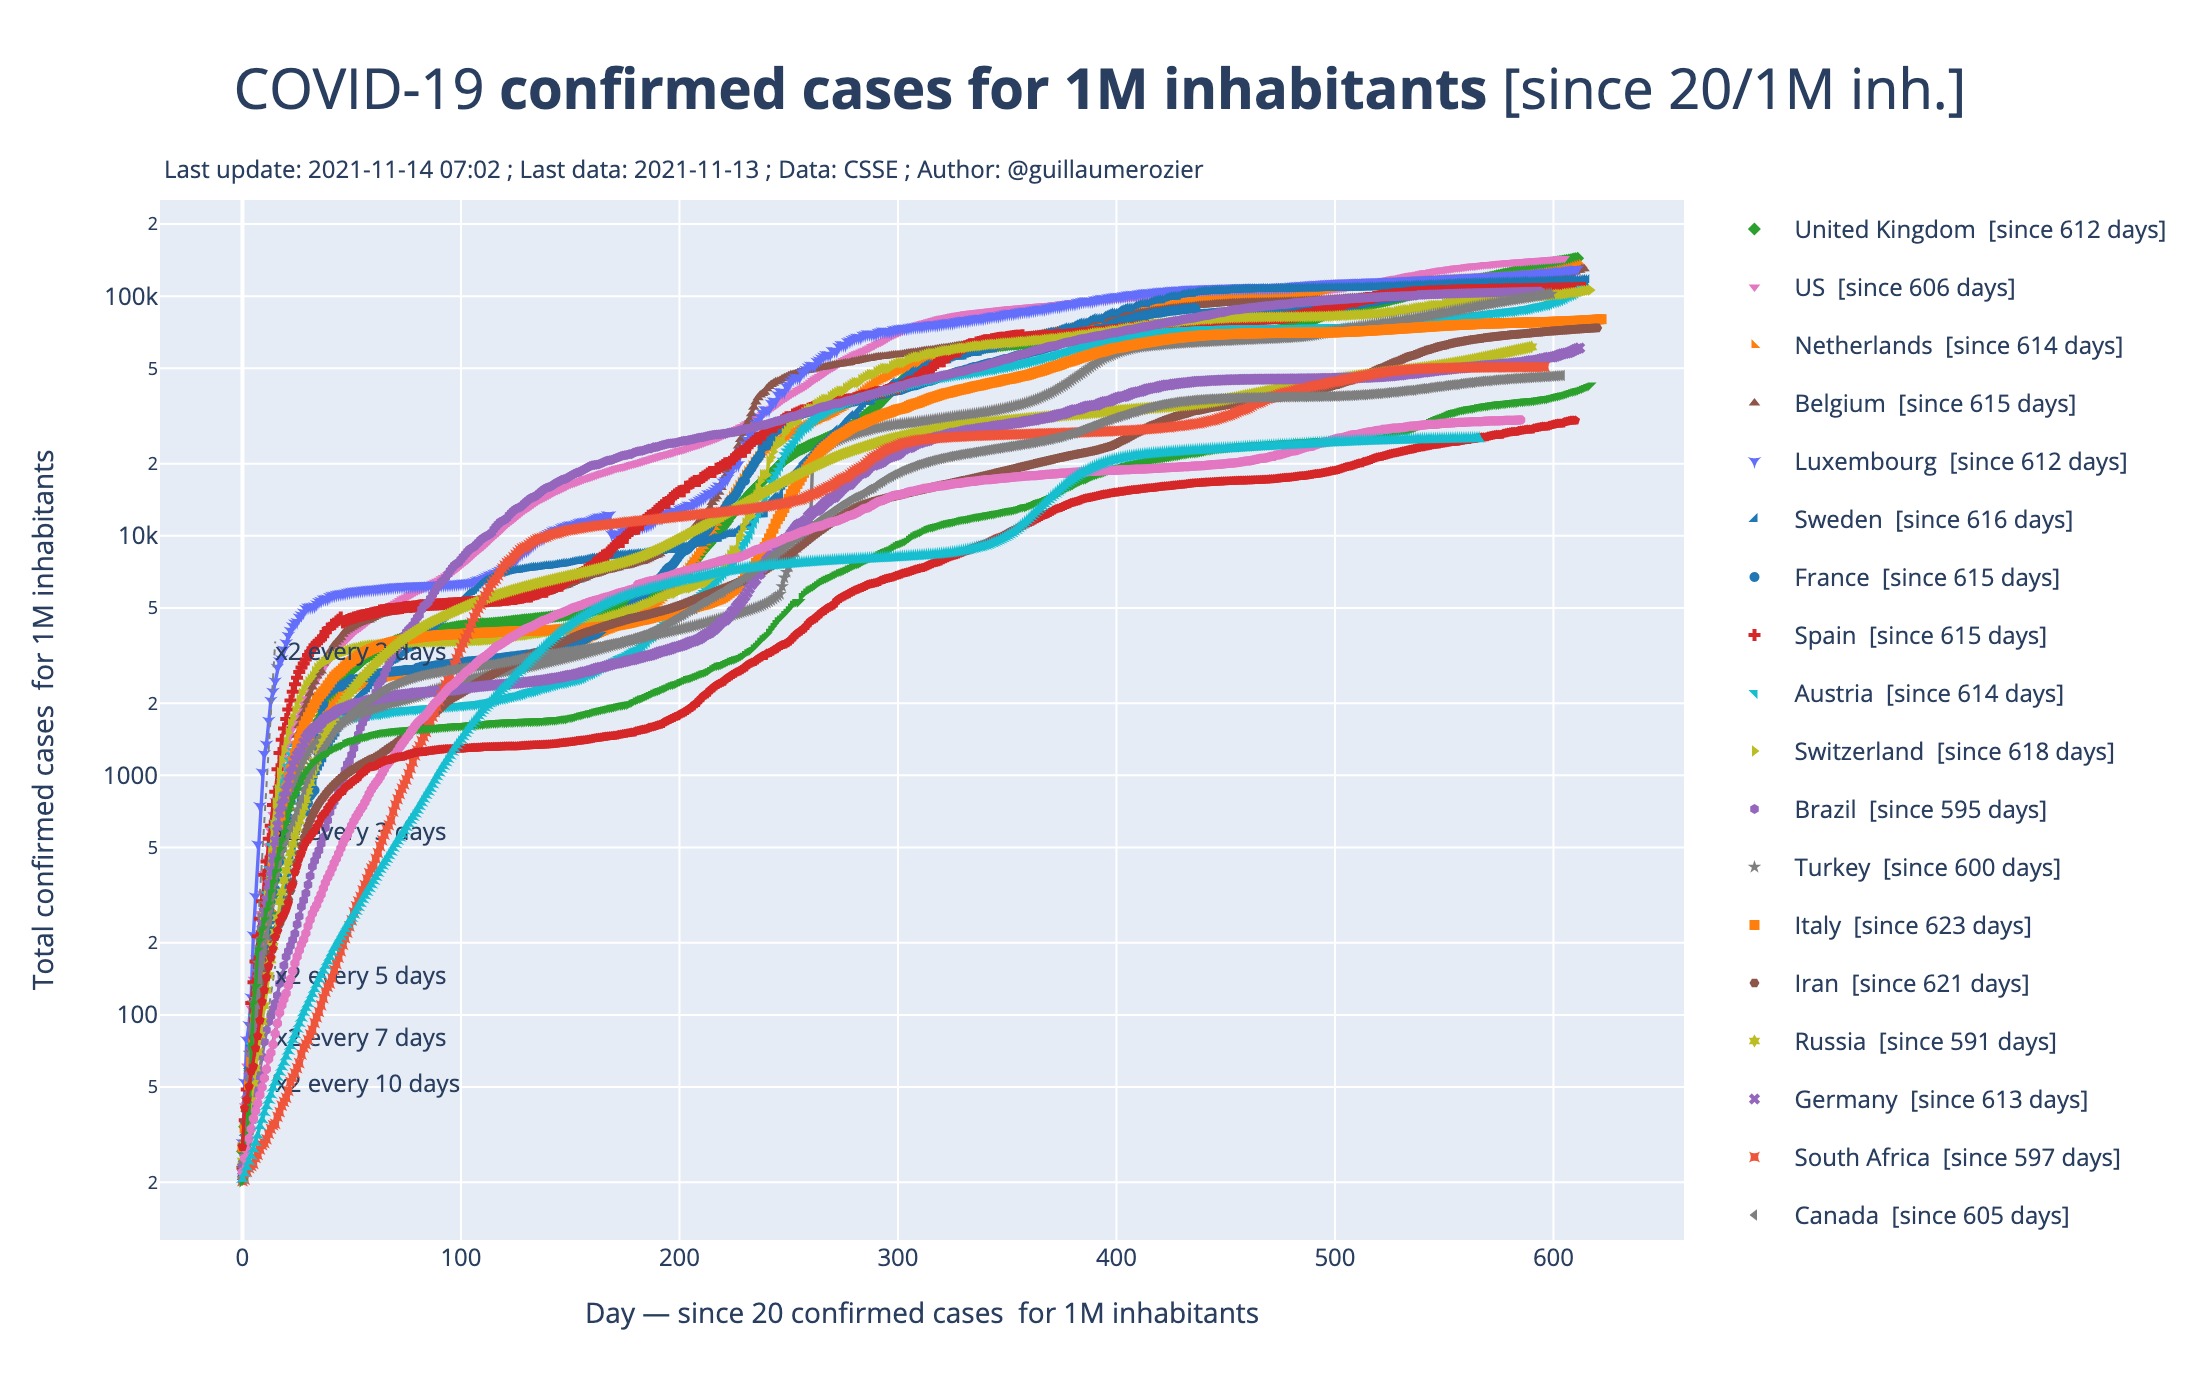 COVID-19 confirmed cases for 1M inhabitants [since 20/1M inh.]
Last update: 2021-11-14 07:02 ; Last data: 2021-11-13 ; Data: CSSE ; Author: @guillaumerozier
Total confirmed cases for 1M inhabitants
2
100k
5
2
10k
5
2
1000
5
2
100
5
2
x2 every 2 days
every 3 days
x2 every 5 days
x2 every 7 days
x2 every 10 days
0 100 200 300 400 500 600
Day — since 20 confirmed cases for 1M inhabitants
United Kingdom [since 612 days]
US [since 606 days]
Netherlands [since 614 days]
Belgium [since 615 days]
Luxembourg [since 612 days]
Sweden [since 616 days]
France [since 615 days]
Spain [since 615 days]
Austria [since 614 days]
Switzerland [since 618 days]
Brazil [since 595 days]
Turkey [since 600 days]
Italy [since 623 days]
Iran [since 621 days]
Russia [since 591 days]
Germany [since 613 days]
South Africa [since 597 days]
Canada [since 605 days]